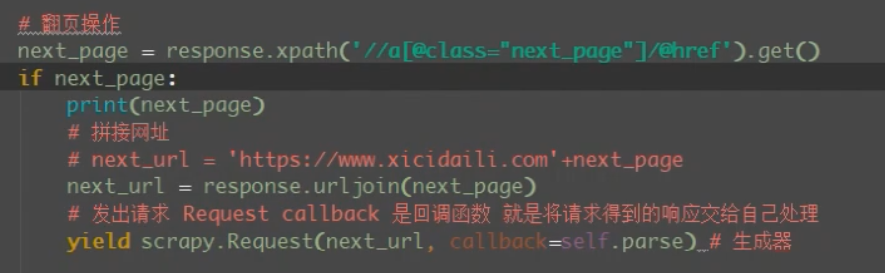 # 翻页操作
next_page = response.xpath('//a[@class="next_page"]/@href').get()
if next_page:
    print(next_page)
    # 拼接网址
    # next_url = 'https://www.xicidaili.com'+next_page
    next_url = response.urljoin(next_page)
    # 发出请求 Request callback 是回调函数 就是将请求得到的响应交给自己处理
    yield scrapy.Request(next_url, callback=self.parse) # 生成器